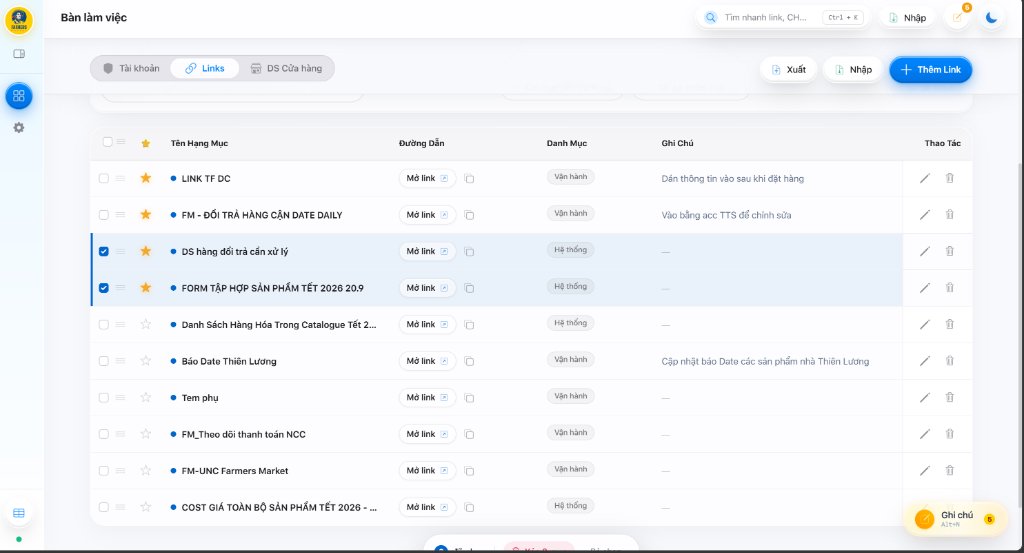 FARMERS
Bàn làm việc
Tìm nhanh link, CH...
Ctrl + K
Nhập
6
Tài khoản
Links
DS Cửa hàng
Xuất
Nhập
Thêm Link
Tên Hạng Mục
Đường Dẫn
Danh Mục
Ghi Chú
Thao Tác
LINK TF DC
Mở link
Vận hành
Dán thông tin vào sau khi đặt hàng
FM - ĐỔI TRẢ HÀNG CẬN DATE DAILY
Mở link
Vận hành
Vào bằng acc TTS để chỉnh sửa
DS hàng đổi trả cần xử lý
Mở link
Hệ thống
—
FORM TẬP HỢP SẢN PHẨM TẾT 2026 20.9
Mở link
Hệ thống
—
Danh Sách Hàng Hóa Trong Catalogue Tết 2...
Mở link
Hệ thống
—
Báo Date Thiên Lương
Mở link
Vận hành
Cập nhật báo Date các sản phẩm nhà Thiên Lương
Tem phụ
Mở link
Vận hành
—
FM_Theo dõi thanh toán NCC
Mở link
Vận hành
—
FM-UNC Farmers Market
Mở link
Vận hành
—
COST GIÁ TOÀN BỘ SẢN PHẨM TẾT 2026 - ...
Mở link
Hệ thống
Ghi chú
Alt+N
6